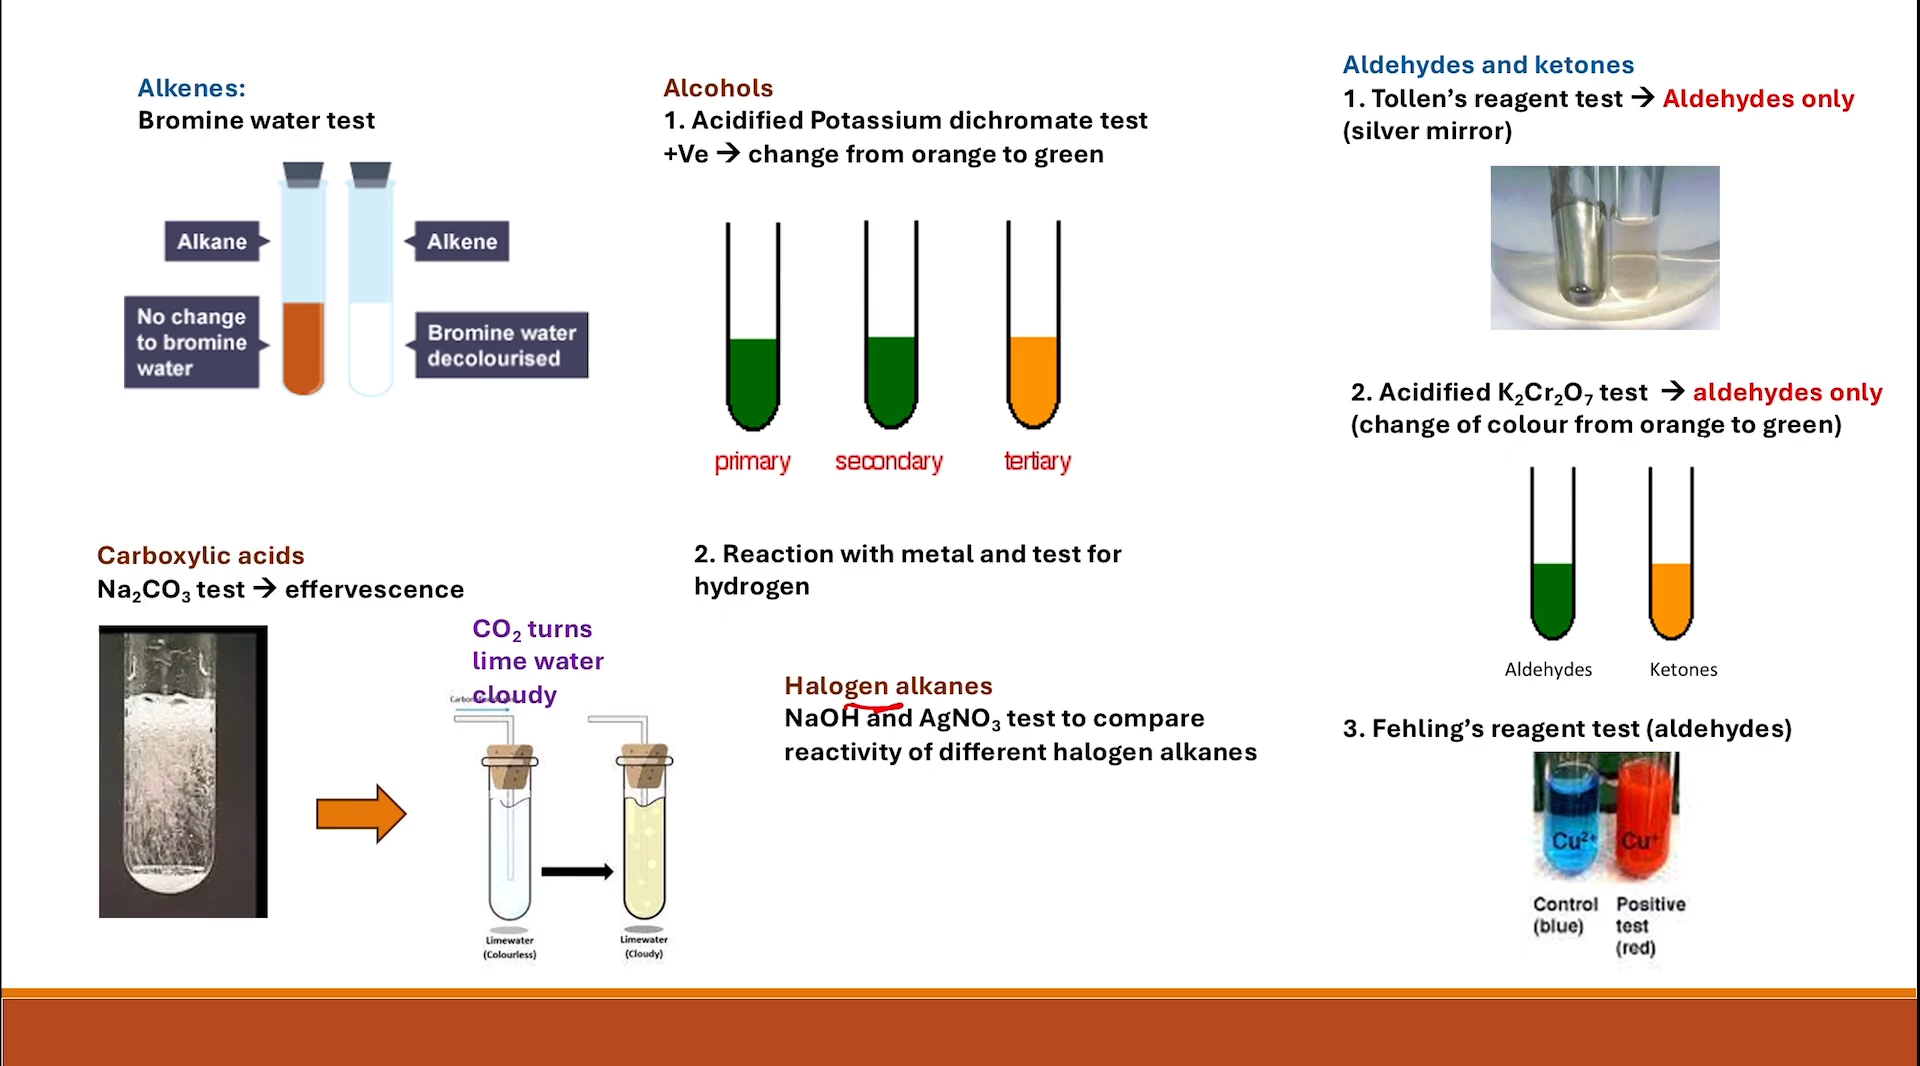 Alkenes:
Bromine water test
Alkane
Alkene
No change
to bromine
water
Bromine water
decolourised
Alcohols
1. Acidified Potassium dichromate test
+Ve → change from orange to green
primary
secondary
tertiary
2. Reaction with metal and test for
hydrogen
Aldehydes and ketones
1. Tollen’s reagent test → Aldehydes only
(silver mirror)
2. Acidified K₂Cr₂O₇ test → aldehydes only
(change of colour from orange to green)
Aldehydes
Ketones
3. Fehling’s reagent test (aldehydes)
Cu²⁺
Cu⁺
Control
(blue)
Positive
test
(red)
Carboxylic acids
Na₂CO₃ test → effervescence
CO₂ turns
lime water
cloudy
Limewater
(Colourless)
Limewater
(Cloudy)
Halogen alkanes
NaOH and AgNO₃ test to compare
reactivity of different halogen alkanes